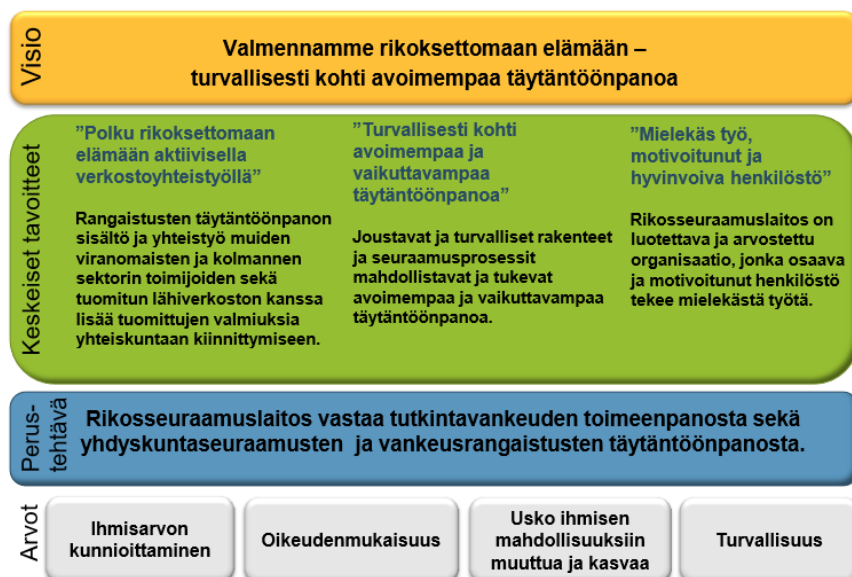 Visio
Valmennamme rikoksettomaan elämään –
turvallisesti kohti avoimempaa täytäntöönpanoa
Keskeiset tavoitteet
”Polku rikoksettomaan
elämään aktiivisella
verkostoyhteistyöllä”
Rangaistusten täytäntöönpanon
sisältö ja yhteistyö muiden
viranomaisten ja kolmannen
sektorin toimijoiden sekä
tuomitun lähiverkoston kanssa
lisää tuomittujen valmiuksia
yhteiskuntaan kiinnittymiseen.
”Turvallisesti kohti
avoimempaa ja
vaikuttavampaa
täytäntöönpanoa”
Joustavat ja turvalliset rakenteet
ja seuraamusprosessit
mahdollistavat ja tukevat
avoimempaa ja vaikuttavampaa
täytäntöönpanoa.
”Mielekäs työ,
motivoitunut ja
hyvinvoiva henkilöstö”
Rikosseuraamuslaitos on
luotettava ja arvostettu
organisaatio, jonka osaava
ja motivoitunut henkilöstö
tekee mielekästä työtä.
Perus-
tehtävä
Rikosseuraamuslaitos vastaa tutkintavankeuden toimeenpanosta sekä
yhdyskuntaseuraamusten ja vankeusrangaistusten täytäntöönpanosta.
Arvot
Ihmisarvon
kunnioittaminen
Oikeudenmukaisuus
Usko ihmisen
mahdollisuuksiin
muuttua ja kasvaa
Turvallisuus